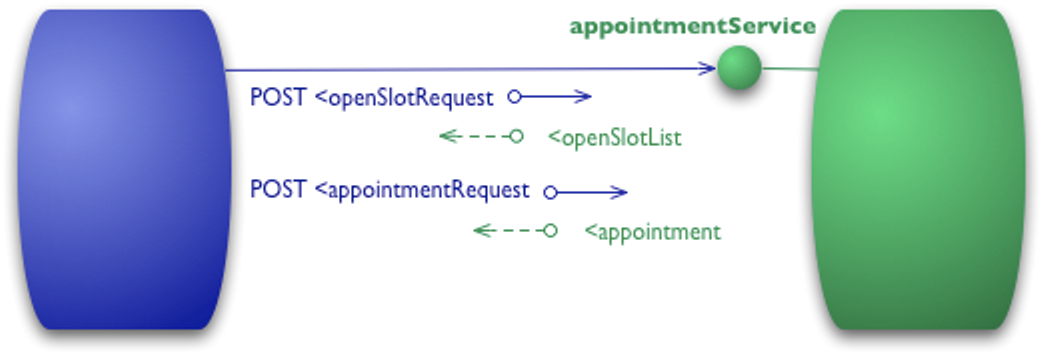 appointmentService
POST <openSlotRequest
<openSlotList
POST <appointmentRequest
<appointment